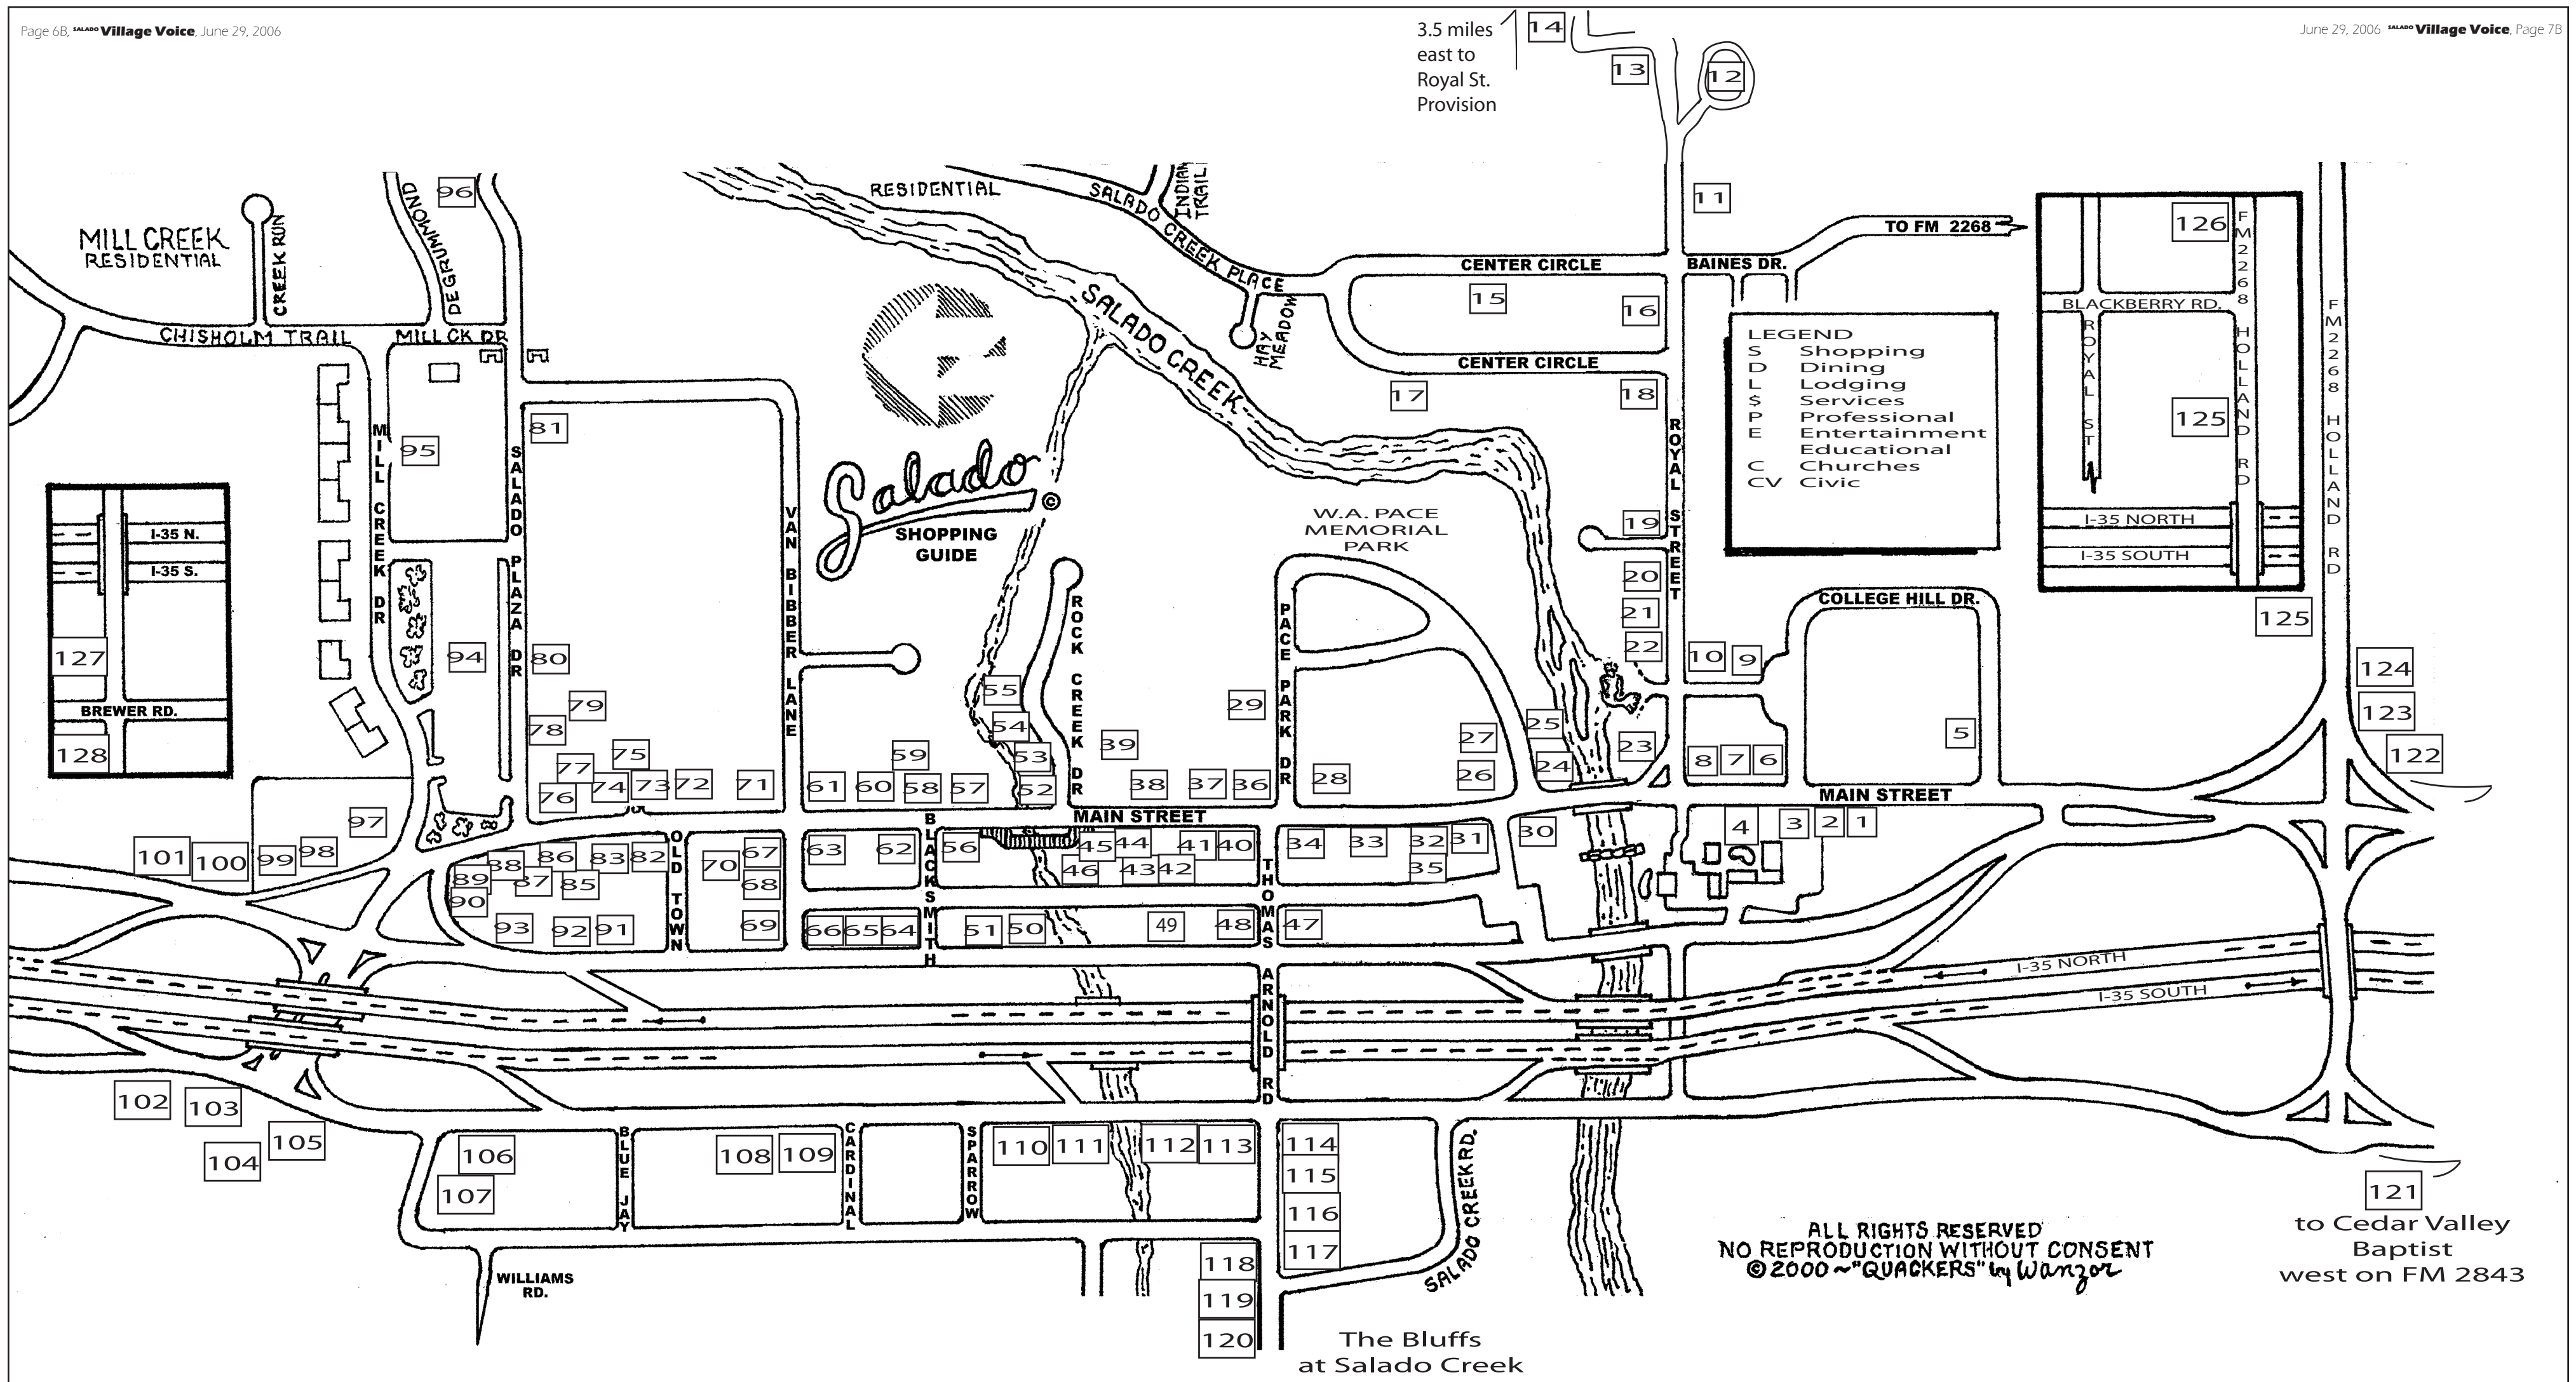 Page 6B, SALADO Village Voice, June 29, 2006
June 29, 2006 SALADO Village Voice, Page 7B
3.5 miles
east to
Royal St.
Provision
14
13
12
11
RESIDENTIAL
SALADO CREEK PLACE
INDIAN
TRAIL
HAY
MEADOW
SALADO CREEK
MILL CREEK
RESIDENTIAL
CREEK RUN
DEGRUMMOND
96
CHISHOLM TRAIL
MILL CK DR
CENTER CIRCLE
BAINES DR.
TO FM 2268
15
16
CENTER CIRCLE
17
18
LEGEND
S Shopping
D Dining
L Lodging
$ Services
P Professional
E Entertainment
Educational
C Churches
CV Civic
126
FM 2268 HOLLAND RD
BLACKBERRY RD.
ROYAL ST
125
I-35 NORTH
I-35 SOUTH
FM 2268 HOLLAND RD
125
124
123
122
81
95
MILL CREEK DR
SALADO PLAZA DR
VAN BIBBER LANE
Salado ©
SHOPPING
GUIDE
W.A. PACE
MEMORIAL
PARK
ROYAL STREET
19
20
21
22
10
9
COLLEGE HILL DR.
5
I-35 N.
I-35 S.
127
BREWER RD.
128
94
80
79
78
75
77
74
73
72
71
76
ROCK CREEK DR
PACE PARK DR
55
54
53
52
39
29
59
61
60
58
57
38
37
36
28
27
26
25
24
23
8
7
6
MAIN STREET
MAIN STREET
97
101
100
99
98
88
86
83
82
89
87
85
90
93
92
91
OLD TOWN
70
67
68
69
63
62
BLACKSMITH
56
66
65
64
51
50
45
44
41
40
46
43
42
49
48
THOMAS ARNOLD RD
34
33
32
31
35
47
30
4
3
2
1
I-35 NORTH
I-35 SOUTH
102
103
104
105
106
107
BLUE JAY
108
109
CARDINAL
SPARROW
110
111
112
113
114
115
116
117
118
119
120
SALADO CREEK RD.
WILLIAMS
RD.
The Bluffs
at Salado Creek
ALL RIGHTS RESERVED
NO REPRODUCTION WITHOUT CONSENT
© 2000 ~ "QUACKERS" by Wanzor
121
to Cedar Valley
Baptist
west on FM 2843